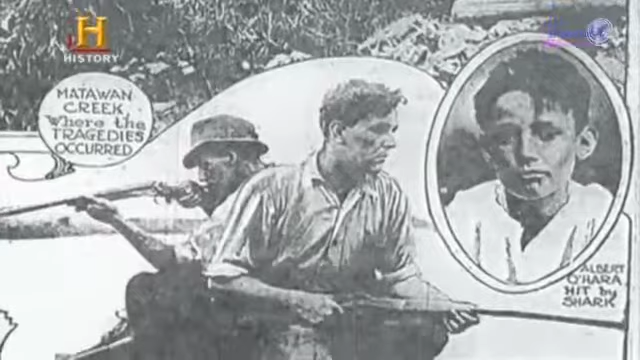 H
HISTORY
MATAWAN
CREEK,
Where the
TRAGEDIES
OCCURRED
ALBERT
O'HARA
HIT by
SHARK